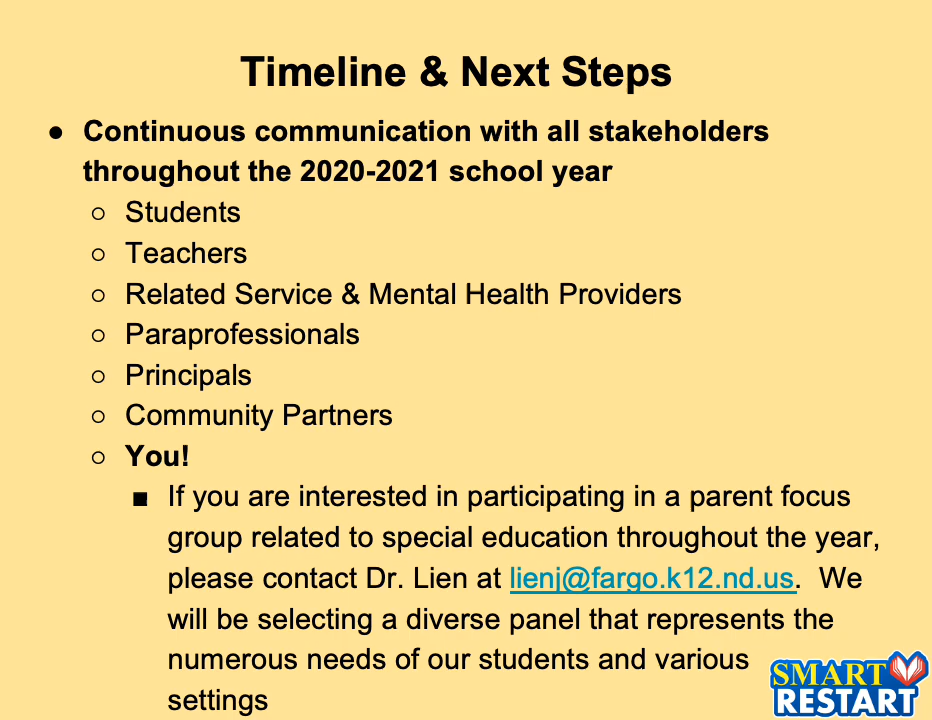 Timeline & Next Steps
● Continuous communication with all stakeholders
throughout the 2020-2021 school year
○ Students
○ Teachers
○ Related Service & Mental Health Providers
○ Paraprofessionals
○ Principals
○ Community Partners
○ You!
■ If you are interested in participating in a parent focus
group related to special education throughout the year,
please contact Dr. Lien at lienj@fargo.k12.nd.us.  We
will be selecting a diverse panel that represents the
numerous needs of our students and various
settings
SMART
RESTART